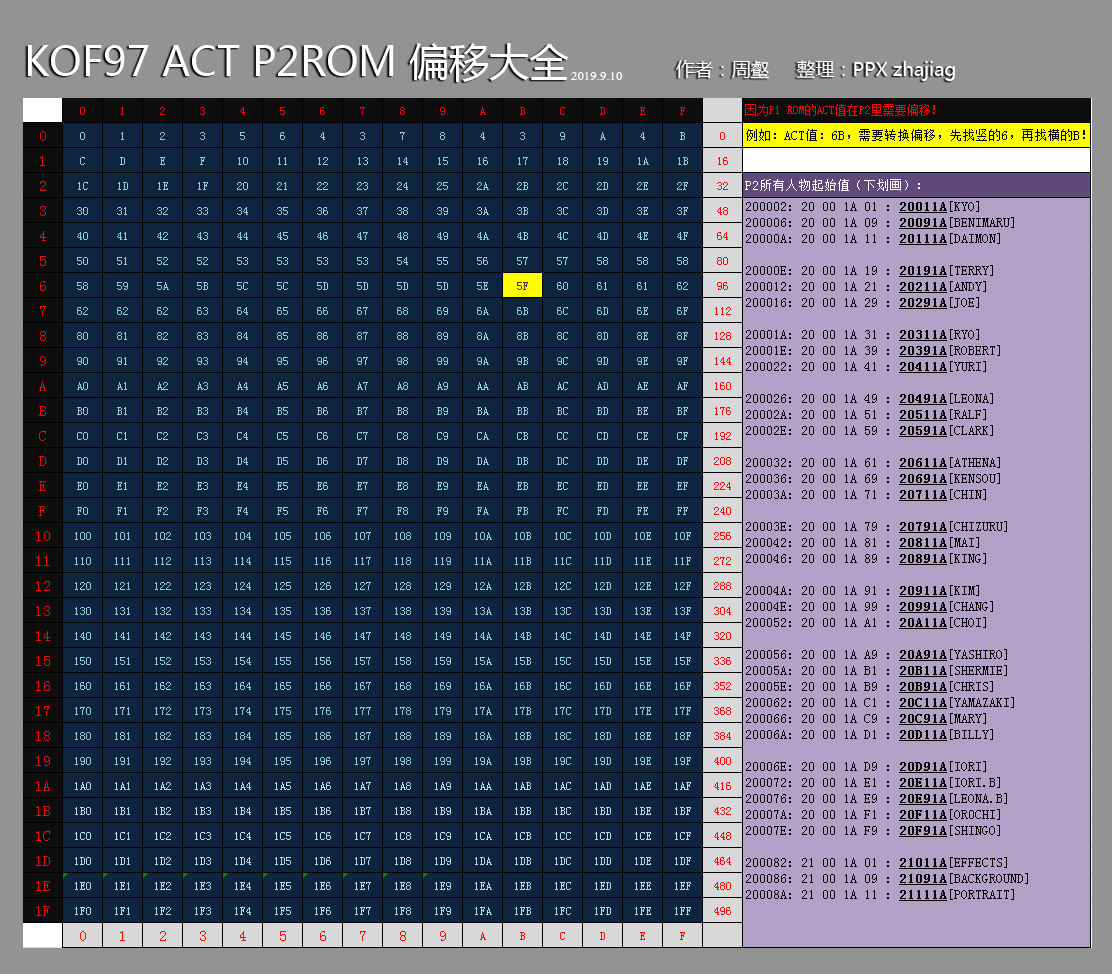 KOF97 ACT P2ROM 偏移大全 2019.9.10 作者：周龤 整理：PPX zhajiag
0 1 2 3 4 5 6 7 8 9 A B C D E F 因为P1 ROM的ACT值在P2里需要偏移！
0 0 1 2 3 5 6 4 3 7 8 4 3 9 A 4 B 0 例如：ACT值：6B，需要转换偏移，先找竖的6，再找横的B！
1 C D E F 10 11 12 13 14 15 16 17 18 19 1A 1B 16
2 1C 1D 1E 1F 20 21 22 23 24 25 2A 2B 2C 2D 2E 2F 32
3 30 31 32 33 34 35 36 37 38 39 3A 3B 3C 3D 3E 3F 48
4 40 41 42 43 44 45 46 47 48 49 4A 4B 4C 4D 4E 4F 64
5 50 51 52 52 53 53 53 54 55 56 57 57 58 58 58 80
6 58 59 5A 5B 5C 5C 5D 5D 5D 5D 5E 5F 60 61 61 62 96
7 62 62 62 63 64 65 66 67 68 69 6A 6B 6C 6D 6E 6F 112
8 80 81 82 83 84 85 86 87 88 89 8A 8B 8C 8D 8E 8F 128
9 90 91 92 93 94 95 96 97 98 99 9A 9B 9C 9D 9E 9F 144
A A0 A1 A2 A3 A4 A5 A6 A7 A8 A9 AA AB AC AD AE AF 160
B B0 B1 B2 B3 B4 B5 B6 B7 B8 B9 BA BB BC BD BE BF 176
C C0 C1 C2 C3 C4 C5 C6 C7 C8 C9 CA CB CC CD CE CF 192
D D0 D1 D2 D3 D4 D5 D6 D7 D8 D9 DA DB DC DD DE DF 208
E E0 E1 E2 E3 E4 E5 E6 E7 E8 E9 EA EB EC ED EE EF 224
F F0 F1 F2 F3 F4 F5 F6 F7 F8 F9 FA FB FC FD FE FF 240
10 100 101 102 103 104 105 106 107 108 109 10A 10B 10C 10D 10E 10F 256
11 110 111 112 113 114 115 116 117 118 119 11A 11B 11C 11D 11E 11F 272
12 120 121 122 123 124 125 126 127 128 129 12A 12B 12C 12D 12E 12F 288
13 130 131 132 133 134 135 136 137 138 139 13A 13B 13C 13D 13E 13F 304
14 140 141 142 143 144 145 146 147 148 149 14A 14B 14C 14D 14E 14F 320
15 150 151 152 153 154 155 156 157 158 159 15A 15B 15C 15D 15E 15F 336
16 160 161 162 163 164 165 166 167 168 169 16A 16B 16C 16D 16E 16F 352
17 170 171 172 173 174 175 176 177 178 179 17A 17B 17C 17D 17E 17F 368
18 180 181 182 183 184 185 186 187 188 189 18A 18B 18C 18D 18E 18F 384
19 190 191 192 193 194 195 196 197 198 199 19A 19B 19C 19D 19E 19F 400
1A 1A0 1A1 1A2 1A3 1A4 1A5 1A6 1A7 1A8 1A9 1AA 1AB 1AC 1AD 1AE 1AF 416
1B 1B0 1B1 1B2 1B3 1B4 1B5 1B6 1B7 1B8 1B9 1BA 1BB 1BC 1BD 1BE 1BF 432
1C 1C0 1C1 1C2 1C3 1C4 1C5 1C6 1C7 1C8 1C9 1CA 1CB 1CC 1CD 1CE 1CF 448
1D 1D0 1D1 1D2 1D3 1D4 1D5 1D6 1D7 1D8 1D9 1DA 1DB 1DC 1DD 1DE 1DF 464
1E 1E0 1E1 1E2 1E3 1E4 1E5 1E6 1E7 1E8 1E9 1EA 1EB 1EC 1ED 1EE 1EF 480
1F 1F0 1F1 1F2 1F3 1F4 1F5 1F6 1F7 1F8 1F9 1FA 1FB 1FC 1FD 1FE 1FF 496
0 1 2 3 4 5 6 7 8 9 A B C D E F
P2所有人物起始值（下划画）：
200002: 20 00 1A 01 : 20011A[KYO]
200006: 20 00 1A 09 : 20091A[BENIMARU]
20000A: 20 00 1A 11 : 20111A[DAIMON]
20000E: 20 00 1A 19 : 20191A[TERRY]
200012: 20 00 1A 21 : 20211A[ANDY]
200016: 20 00 1A 29 : 20291A[JOE]
20001A: 20 00 1A 31 : 20311A[RYO]
20001E: 20 00 1A 39 : 20391A[ROBERT]
200022: 20 00 1A 41 : 20411A[YURI]
200026: 20 00 1A 49 : 20491A[LEONA]
20002A: 20 00 1A 51 : 20511A[RALF]
20002E: 20 00 1A 59 : 20591A[CLARK]
200032: 20 00 1A 61 : 20611A[ATHENA]
200036: 20 00 1A 69 : 20691A[KENSOU]
20003A: 20 00 1A 71 : 20711A[CHIN]
20003E: 20 00 1A 79 : 20791A[CHIZURU]
200042: 20 00 1A 81 : 20811A[MAI]
200046: 20 00 1A 89 : 20891A[KING]
20004A: 20 00 1A 91 : 20911A[KIM]
20004E: 20 00 1A 99 : 20991A[CHANG]
200052: 20 00 1A A1 : 20A11A[CHOI]
200056: 20 00 1A A9 : 20A91A[YASHIRO]
20005A: 20 00 1A B1 : 20B11A[SHERMIE]
20005E: 20 00 1A B9 : 20B91A[CHRIS]
200062: 20 00 1A C1 : 20C11A[YAMAZAKI]
200066: 20 00 1A C9 : 20C91A[MARY]
20006A: 20 00 1A D1 : 20D11A[BILLY]
20006E: 20 00 1A D9 : 20D91A[IORI]
200072: 20 00 1A E1 : 20E11A[IORI.B]
200076: 20 00 1A E9 : 20E91A[LEONA.B]
20007A: 20 00 1A F1 : 20F11A[OROCHI]
20007E: 20 00 1A F9 : 20F91A[SHINGO]
200082: 21 00 1A 01 : 21011A[EFFECTS]
200086: 21 00 1A 09 : 21091A[BACKGROUND]
20008A: 21 00 1A 11 : 21111A[PORTRAIT]